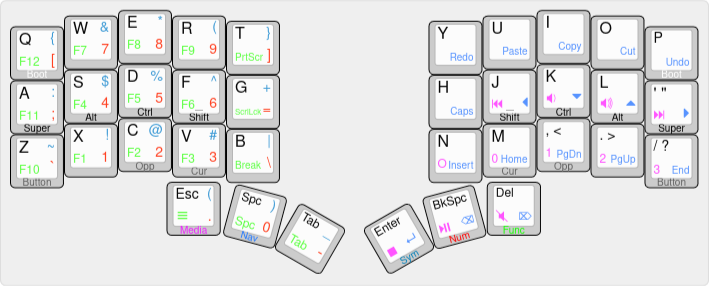 Q {
F12 [
Boot
W &
F7 7
E *
F8 8
R (
F9 9
T }
PrtScr ]
Y
Redo
U
Paste
I
Copy
O
Cut
P
Undo
Boot
A :
F11 ;
Super
S $
F4 4
Alt
D %
F5 5
Ctrl
F ^
F6 _ 6
Shift
G +
ScrlLck =
H
Caps
J
_
Shift
K
Ctrl
L
Alt
' "
Super
Z ~
F10 `
Button
X !
F1 1
C @
F2 2
Opp
V #
F3 3
Cur
B |
Break \
N
O Insert
M
0 Home
Cur
, <
1 PgDn
Opp
. >
2 PgUp
/ ?
3 End
Button
Esc (
.
Media
Spc )
Spc 0
Nav
Tab _
Tab -
Enter
Sym
BkSpc
Num
Del
Func